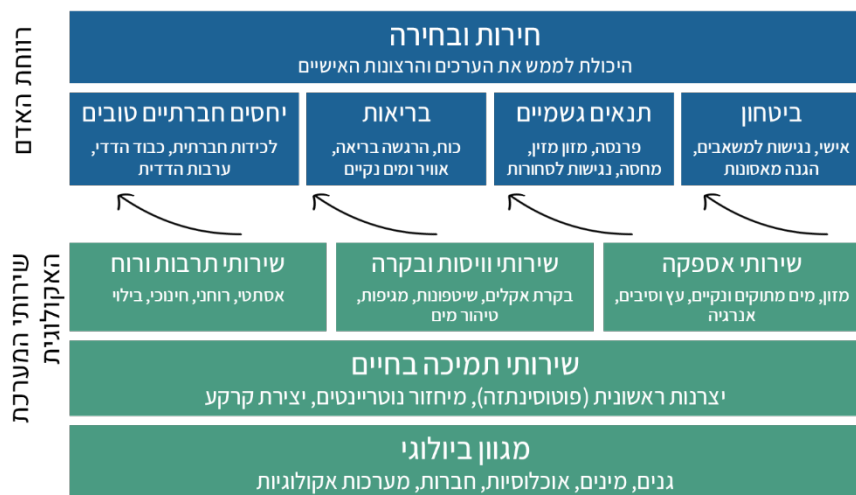 רווחת האדם
חירות ובחירה
היכולת לממש את הערכים והרצונות האישיים
ביטחון
אישי, נגישות למשאבים,
הגנה מאסונות
תנאים גשמיים
פרנסה, מזון מזין,
מחסה, נגישות לסחורות
בריאות
כוח, הרגשה בריאה,
אוויר ומים נקיים
יחסים חברתיים טובים
לכידות חברתית, כבוד הדדי,
ערבות הדדית
שירותי המערכת
האקולוגית
שירותי אספקה
מזון, מים מתוקים ונקיים, עץ וסיבים,
אנרגיה
שירותי וויסות ובקרה
בקרת אקלים, שיטפונות, מגיפות,
טיהור מים
שירותי תרבות ורוח
אסתטי, רוחני, חינוכי, בילוי
שירותי תמיכה בחיים
יצרנות ראשונית (פוטוסינתזה), מיחזור נוטריינטים, יצירת קרקע
מגוון ביולוגי
גנים, מינים, אוכלוסיות, חברות, מערכות אקולוגיות